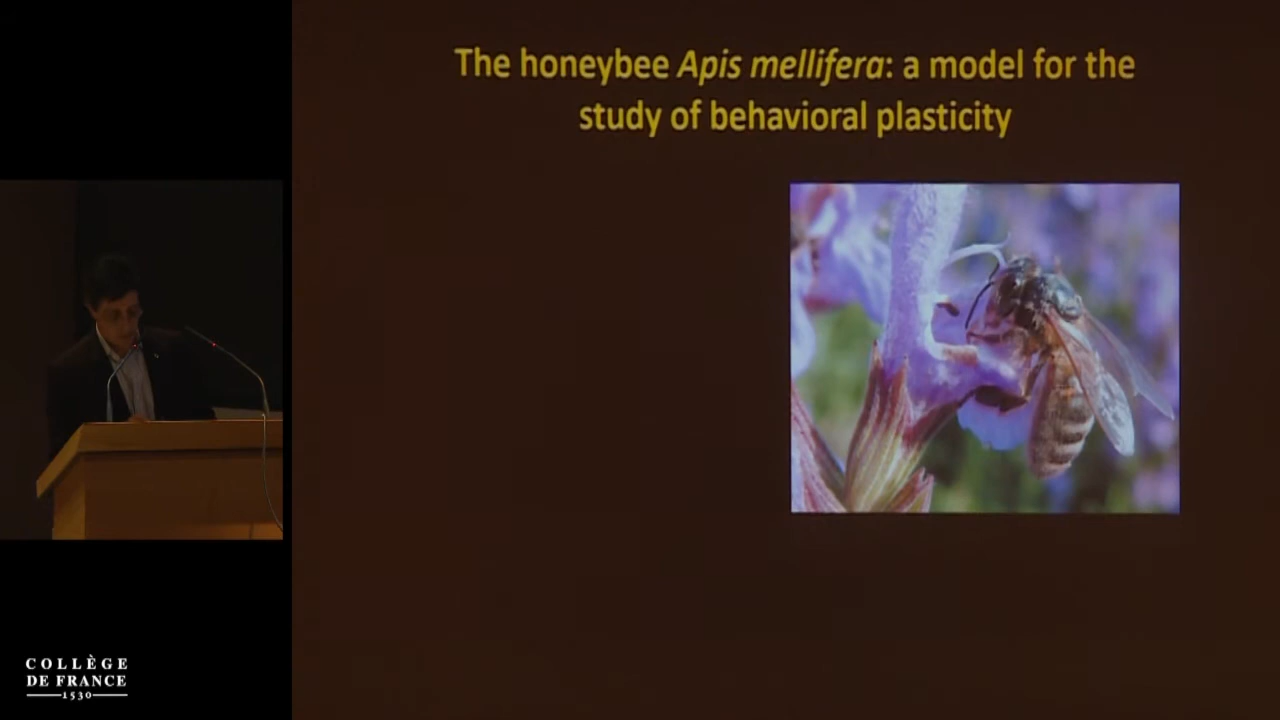 The honeybee Apis mellifera: a model for the
study of behavioral plasticity
COLLÈGE
DE FRANCE
1530